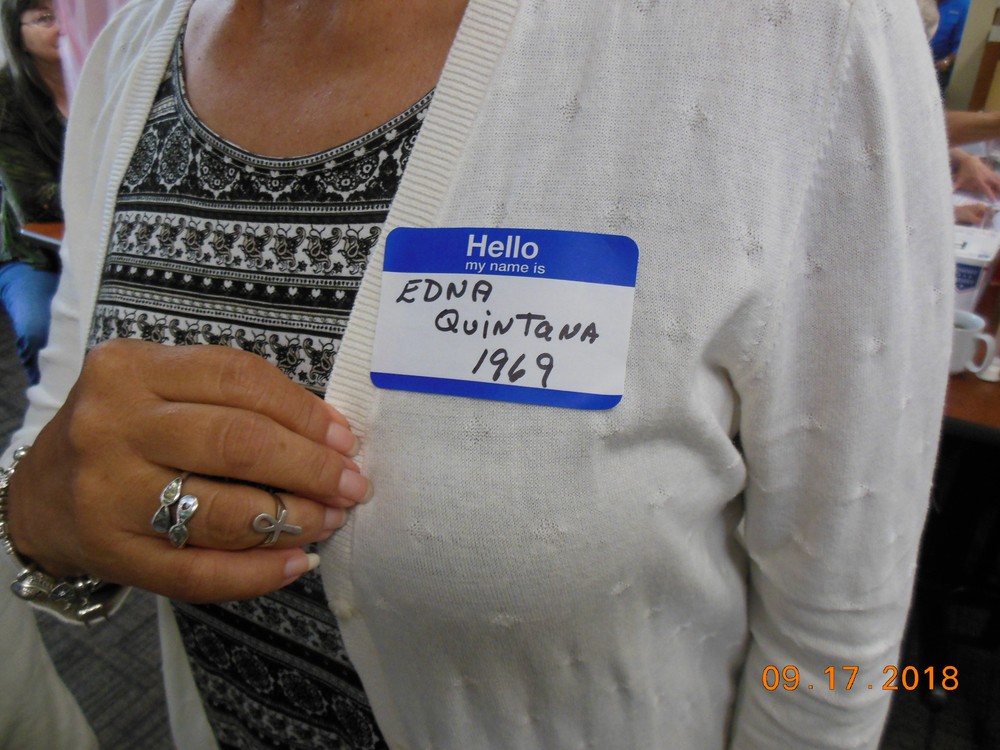 Hello
my name is
EDNA
QuinTana
1969
09.17.2018